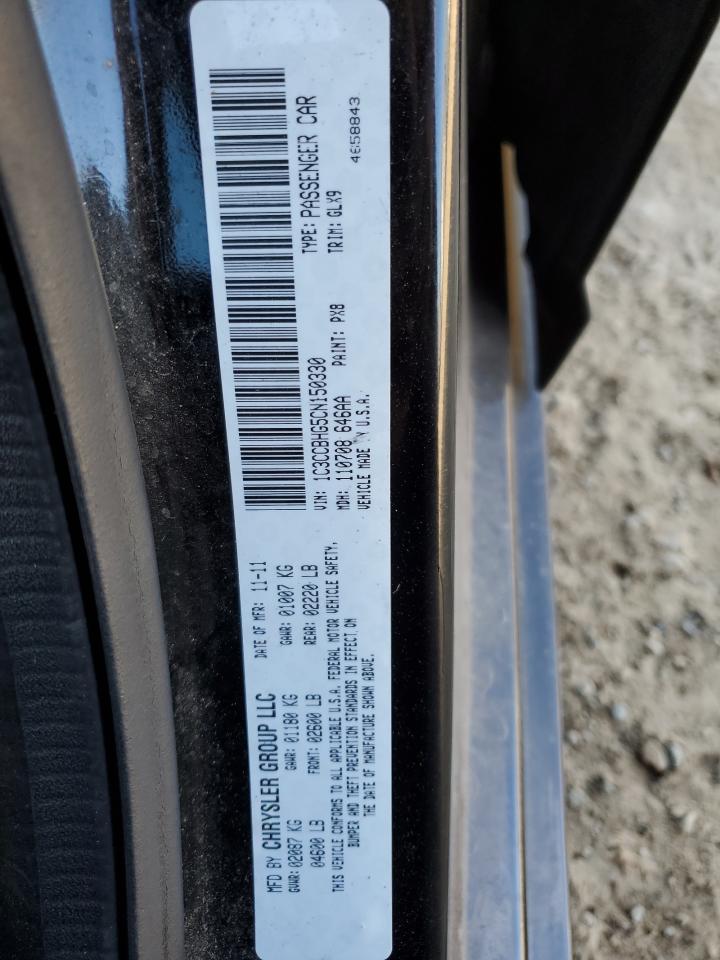 MFD BY CHRYSLER GROUP LLC DATE OF MFR: 11-11
GVWR: 02087 KG GAWR: 01180 KG GAWR: 01007 KG
04600 LB FRONT: 02600 LB REAR: 02220 LB
THIS VEHICLE CONFORMS TO ALL APPLICABLE U.S.A. FEDERAL MOTOR VEHICLE SAFETY,
BUMPER AND THEFT PREVENTION STANDARDS IN EFFECT ON
THE DATE OF MANUFACTURE SHOWN ABOVE.
VIN: 1C3CCBHG5CN150330 TYPE: PASSENGER CAR
MDH: 110708 646AA PAINT: PX8 TRIM: GLX9
VEHICLE MADE IN U.S.A. 4658843